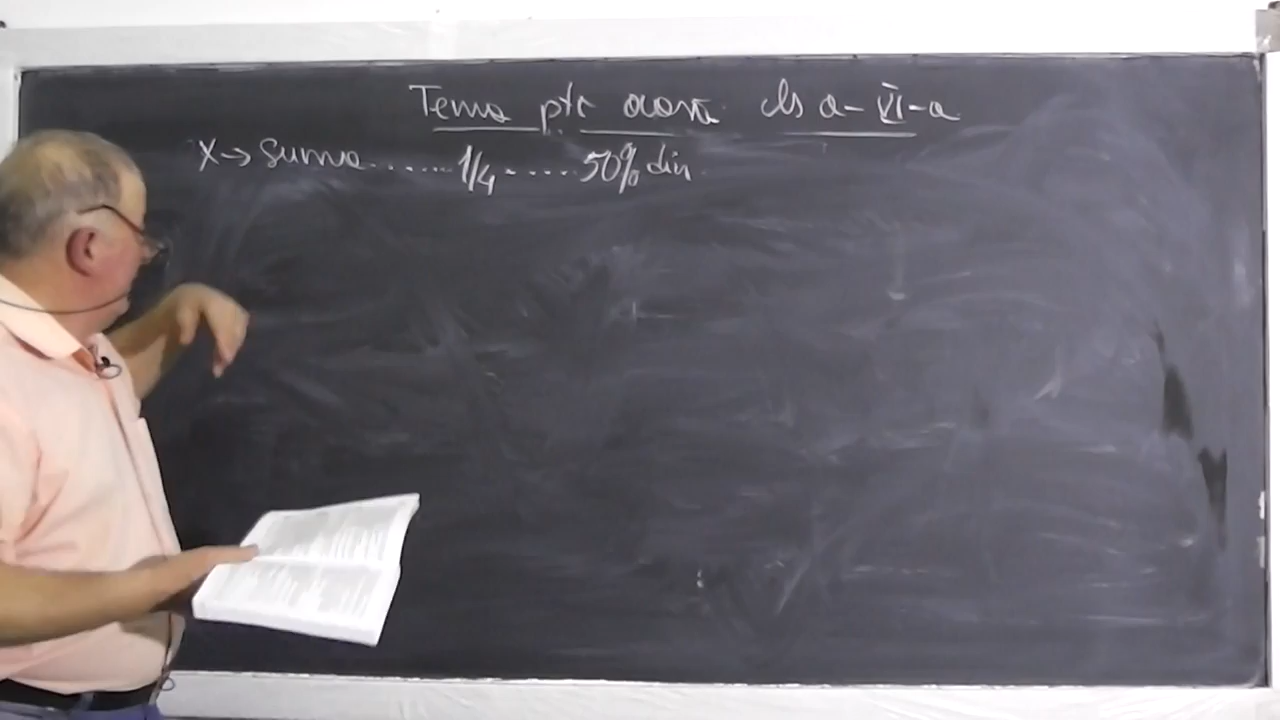 Tema ptr acasă cls a-VI-a
X→ Suma.......1/4.....50% din